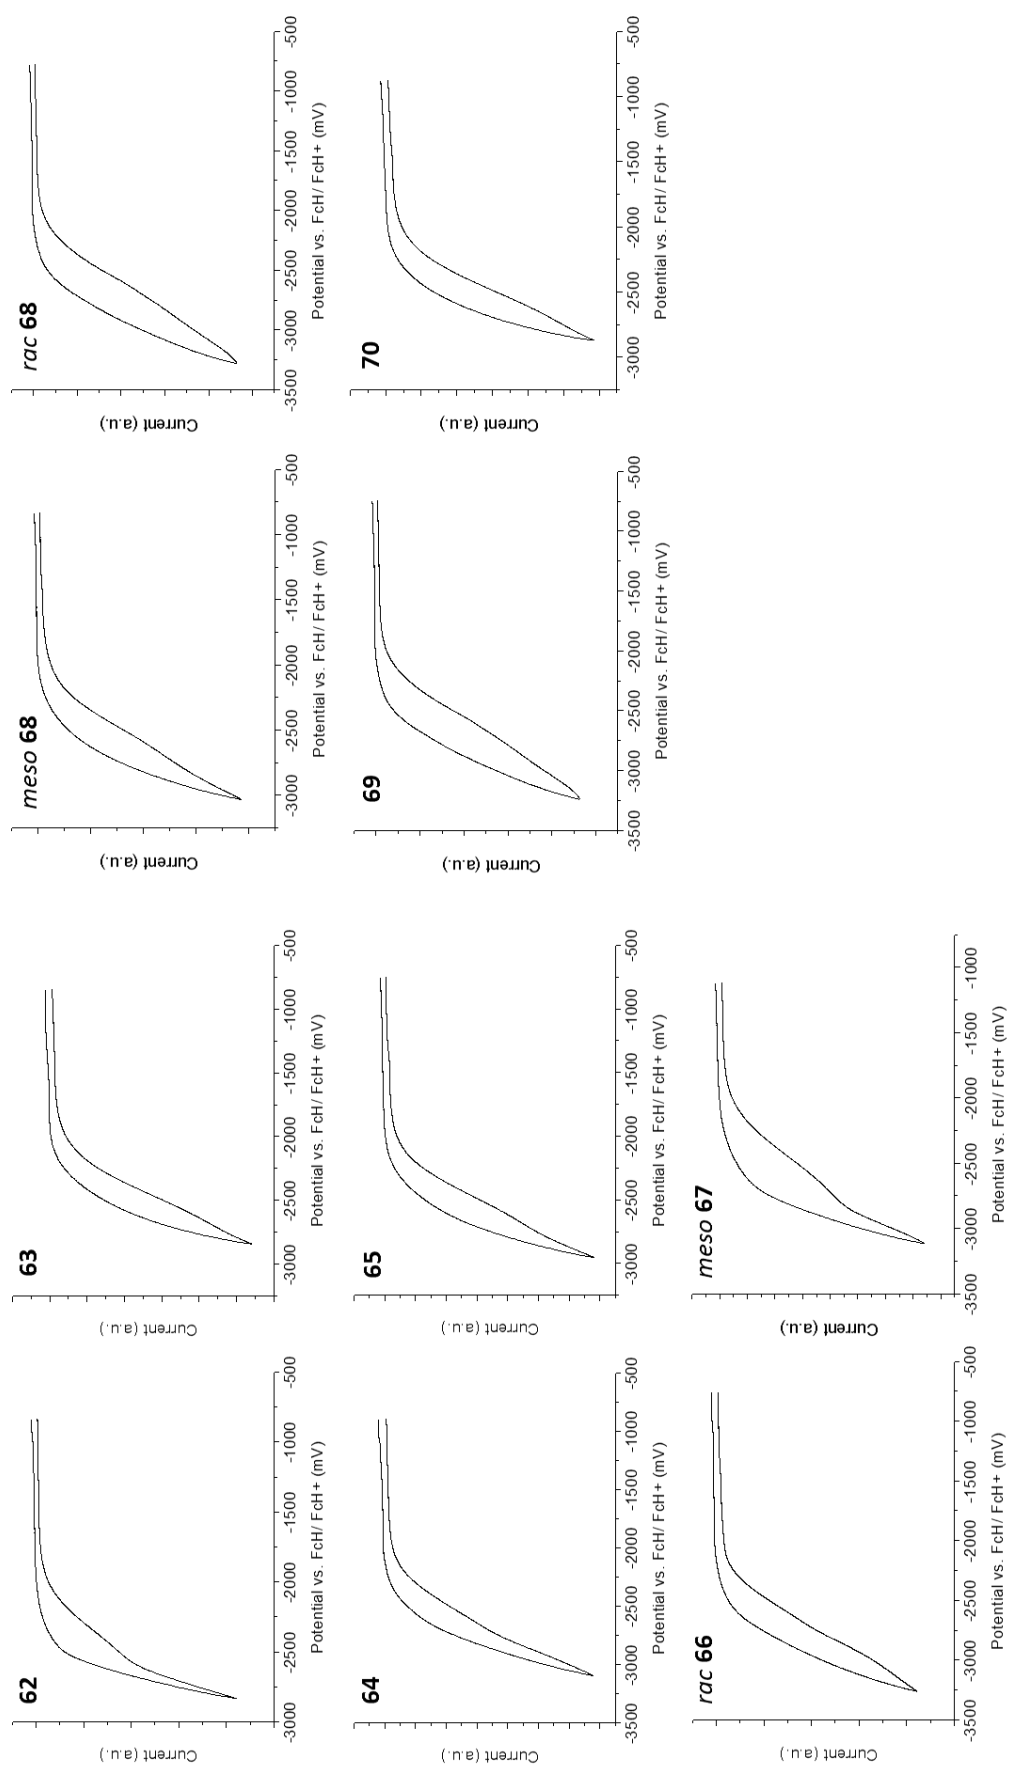 62
Current (a.u.)
-3000 -2500 -2000 -1500 -1000 -500
Potential vs. FcH/ FcH+ (mV)
63
Current (a.u.)
-3000 -2500 -2000 -1500 -1000 -500
Potential vs. FcH/ FcH+ (mV)
meso 68
Current (a.u.)
-3000 -2500 -2000 -1500 -1000 -500
Potential vs. FcH/ FcH+ (mV)
rac 68
Current (a.u.)
-3500 -3000 -2500 -2000 -1500 -1000 -500
Potential vs. FcH/ FcH+ (mV)
64
Current (a.u.)
-3500 -3000 -2500 -2000 -1500 -1000 -500
Potential vs. FcH/ FcH+ (mV)
65
Current (a.u.)
-3000 -2500 -2000 -1500 -1000 -500
Potential vs. FcH/ FcH+ (mV)
69
Current (a.u.)
-3500 -3000 -2500 -2000 -1500 -1000 -500
Potential vs. FcH/ FcH+ (mV)
70
Current (a.u.)
-3000 -2500 -2000 -1500 -1000 -500
Potential vs. FcH/ FcH+ (mV)
rac 66
Current (a.u.)
-3500 -3000 -2500 -2000 -1500 -1000 -500
Potential vs. FcH/ FcH+ (mV)
meso 67
Current (a.u.)
-3500 -3000 -2500 -2000 -1500 -1000
Potential vs. FcH/ FcH+ (mV)